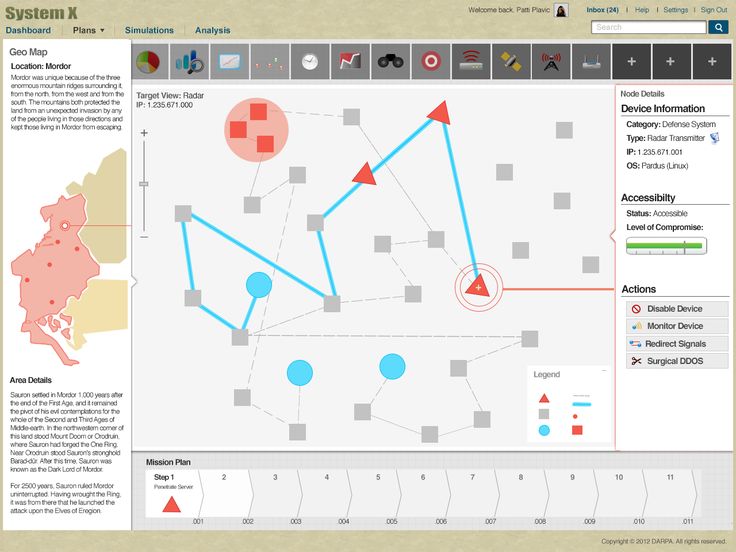 System X
Welcome back. Patti Plavic
Inbox (24) | Help | Settings | Sign Out
Dashboard Plans ▾ Simulations Analysis
Search
Geo Map
Location: Mordor
Mordor was unique because of the three
enormous mountain ridges surrounding it,
from the north, from the west and from the
south. The mountains both protected the
land from an unexpected invasion by any
of the people living in those directions and
kept those living in Mordor from escaping.
Area Details
Sauron settled in Mordor 1,000 years after
the end of the First Age, and it remained
the pivot of his evil contemplations for the
whole of the Second and Third Ages of
Middle-earth. In the northwestern corner of
this land stood Mount Doom or Orodruin,
where Sauron had forged the One Ring.
Near Orodruin stood Sauron's stronghold
Barad-dûr. After this time, Sauron was
known as the Dark Lord of Mordor.
For 2500 years, Sauron ruled Mordor
uninterrupted. Having wrought the Ring,
it was from there that he launched the
attack upon the Elves of Eregion.
Target View: Radar
IP: 1.235.671.000
Legend
Node Details
Device Information
Category: Defense System
Type: Radar Transmitter
IP: 1.235.671.001
OS: Pardus (Linux)
Accessibilty
Status: Accessible
Level of Compromise:
Actions
Disable Device
Monitor Device
Redirect Signals
Surgical DDOS
Mission Plan
Step 1 2 3 4 5 6 7 8 9 10 11
Penetrate Server
.001 .002 .003 .004 .005 .006 .007 .008 .009 .010 .011
Copyright © 2012 DARPA. All rights reserved.